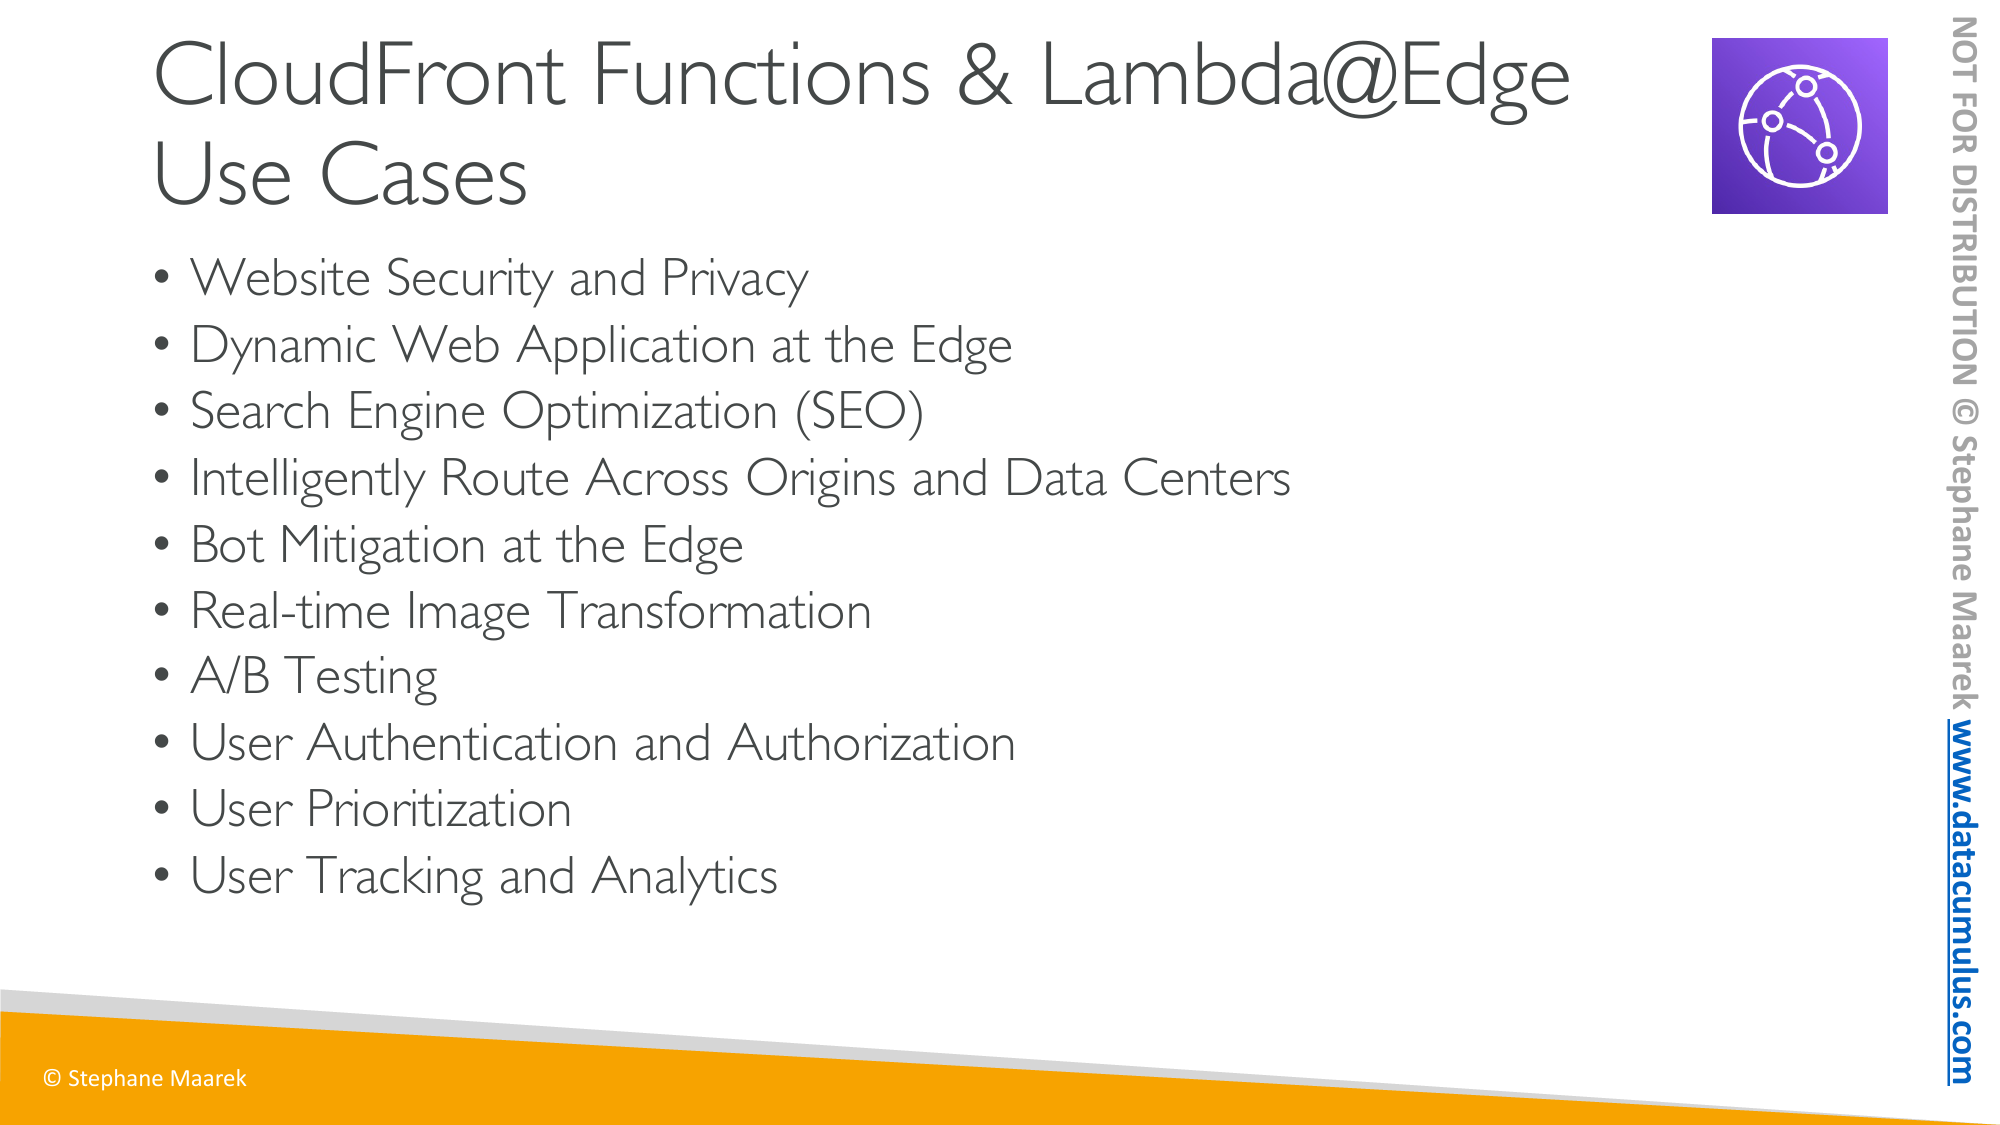 CloudFront Functions & Lambda@Edge
Use Cases
• Website Security and Privacy
• Dynamic Web Application at the Edge
• Search Engine Optimization (SEO)
• Intelligently Route Across Origins and Data Centers
• Bot Mitigation at the Edge
• Real-time Image Transformation
• A/B Testing
• User Authentication and Authorization
• User Prioritization
• User Tracking and Analytics
© Stephane Maarek
NOT FOR DISTRIBUTION © Stephane Maarek www.datacumulus.com